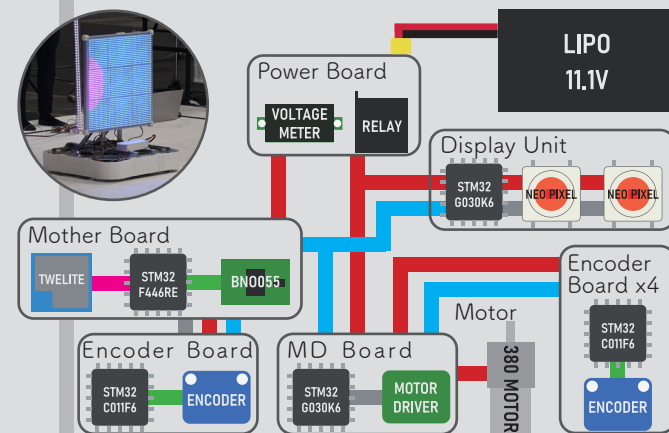 LIPO
11.1V
Power Board
VOLTAGE
METER
RELAY
Display Unit
STM32
G030K6
NEO PIXEL
NEO PIXEL
Mother Board
TWELITE
STM32
F446RE
BNO055
Encoder
Board x4
STM32
C011F6
ENCODER
Motor
380 MOTOR
Encoder Board
STM32
C011F6
ENCODER
MD Board
STM32
G030K6
MOTOR
DRIVER